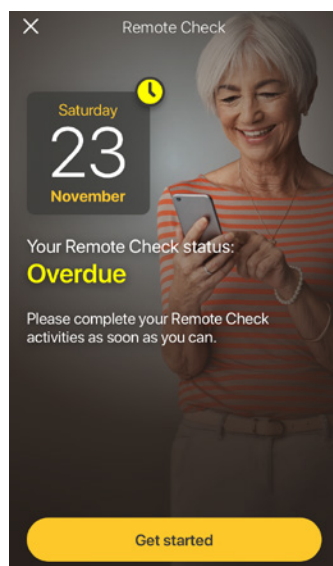 Remote Check
Saturday
23
November
Your Remote Check status:
Overdue
Please complete your Remote Check
activities as soon as you can.
Get started